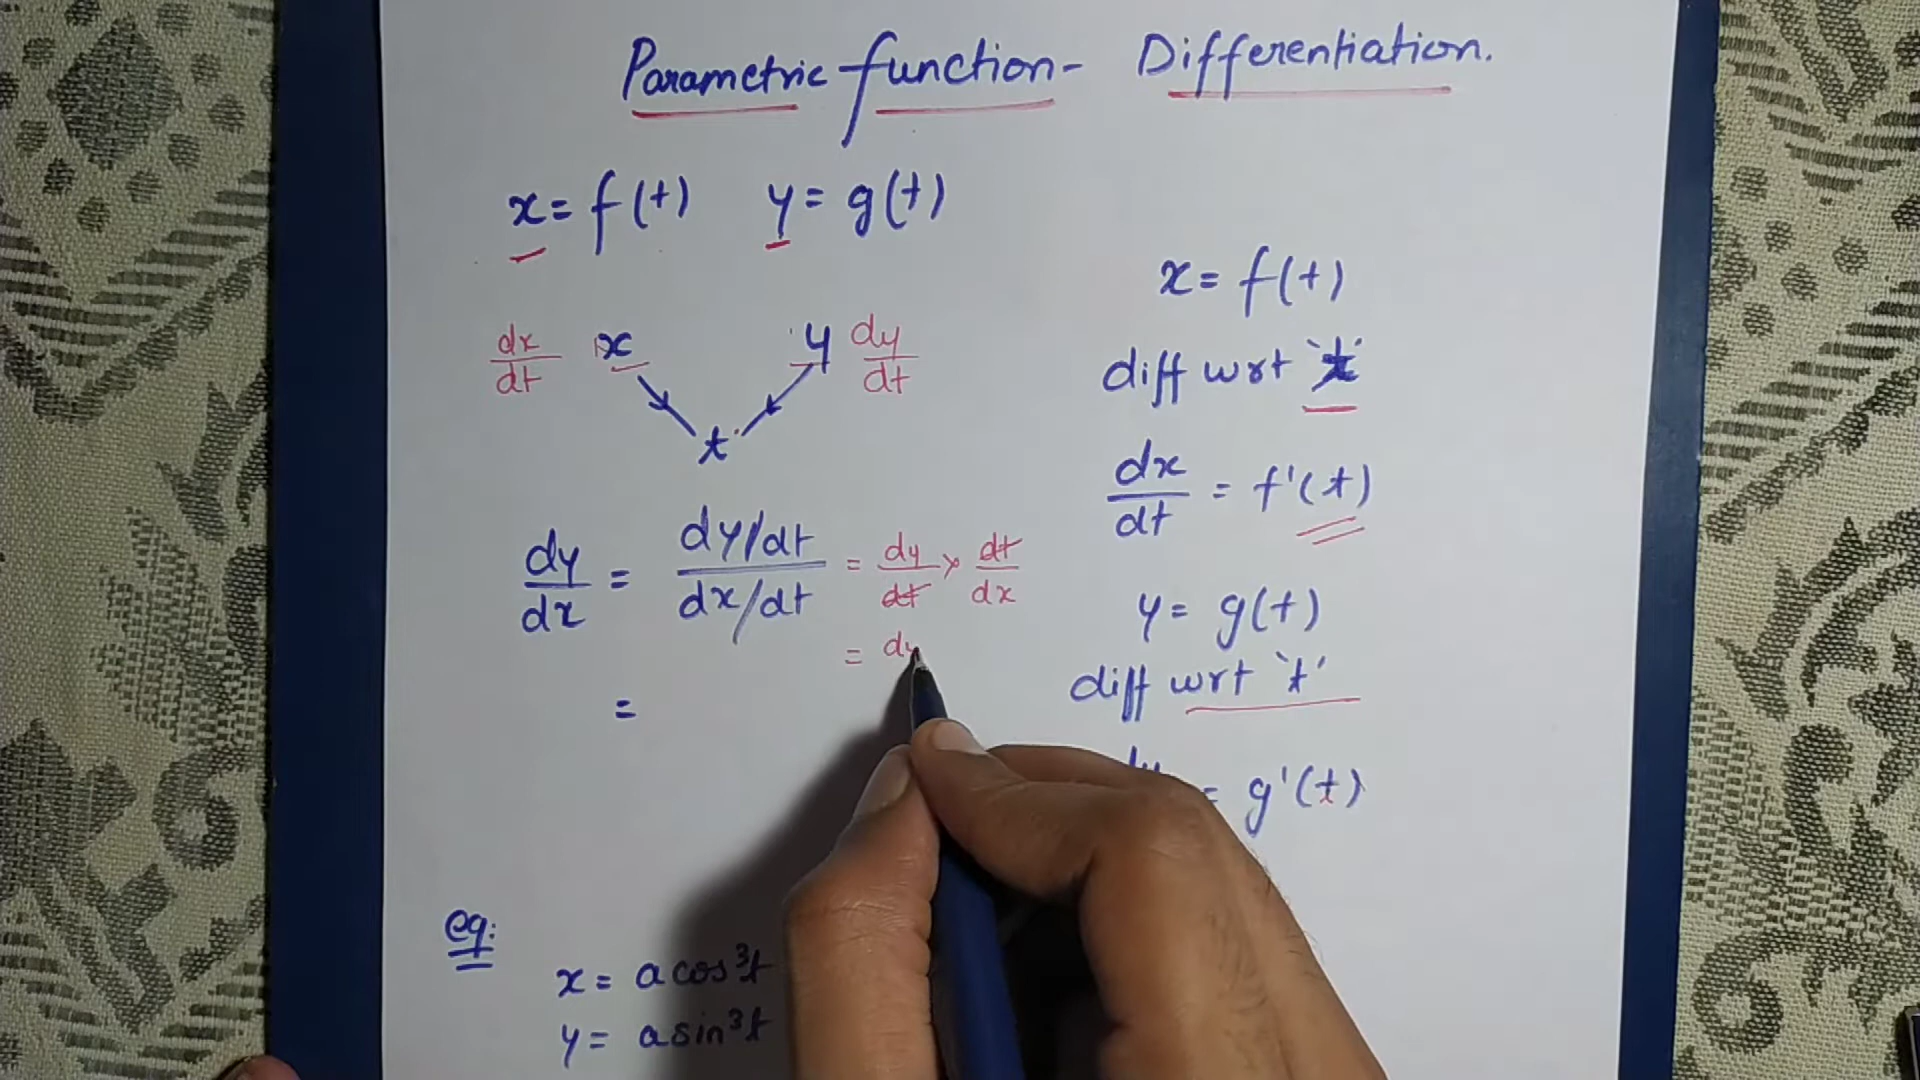 Parametric function - Differentiation.
x = f(t) y = g(t)
dx/dt x y dy/dt
t
dy/dx = dy/dt / dx/dt = dy/dt × dt/dx
= dy
=
x = f(t)
diff wrt 't'
dx/dt = f'(t)
y = g(t)
diff wrt 't'
= g'(t)
eg:
x = a cos³t
y = a sin³t